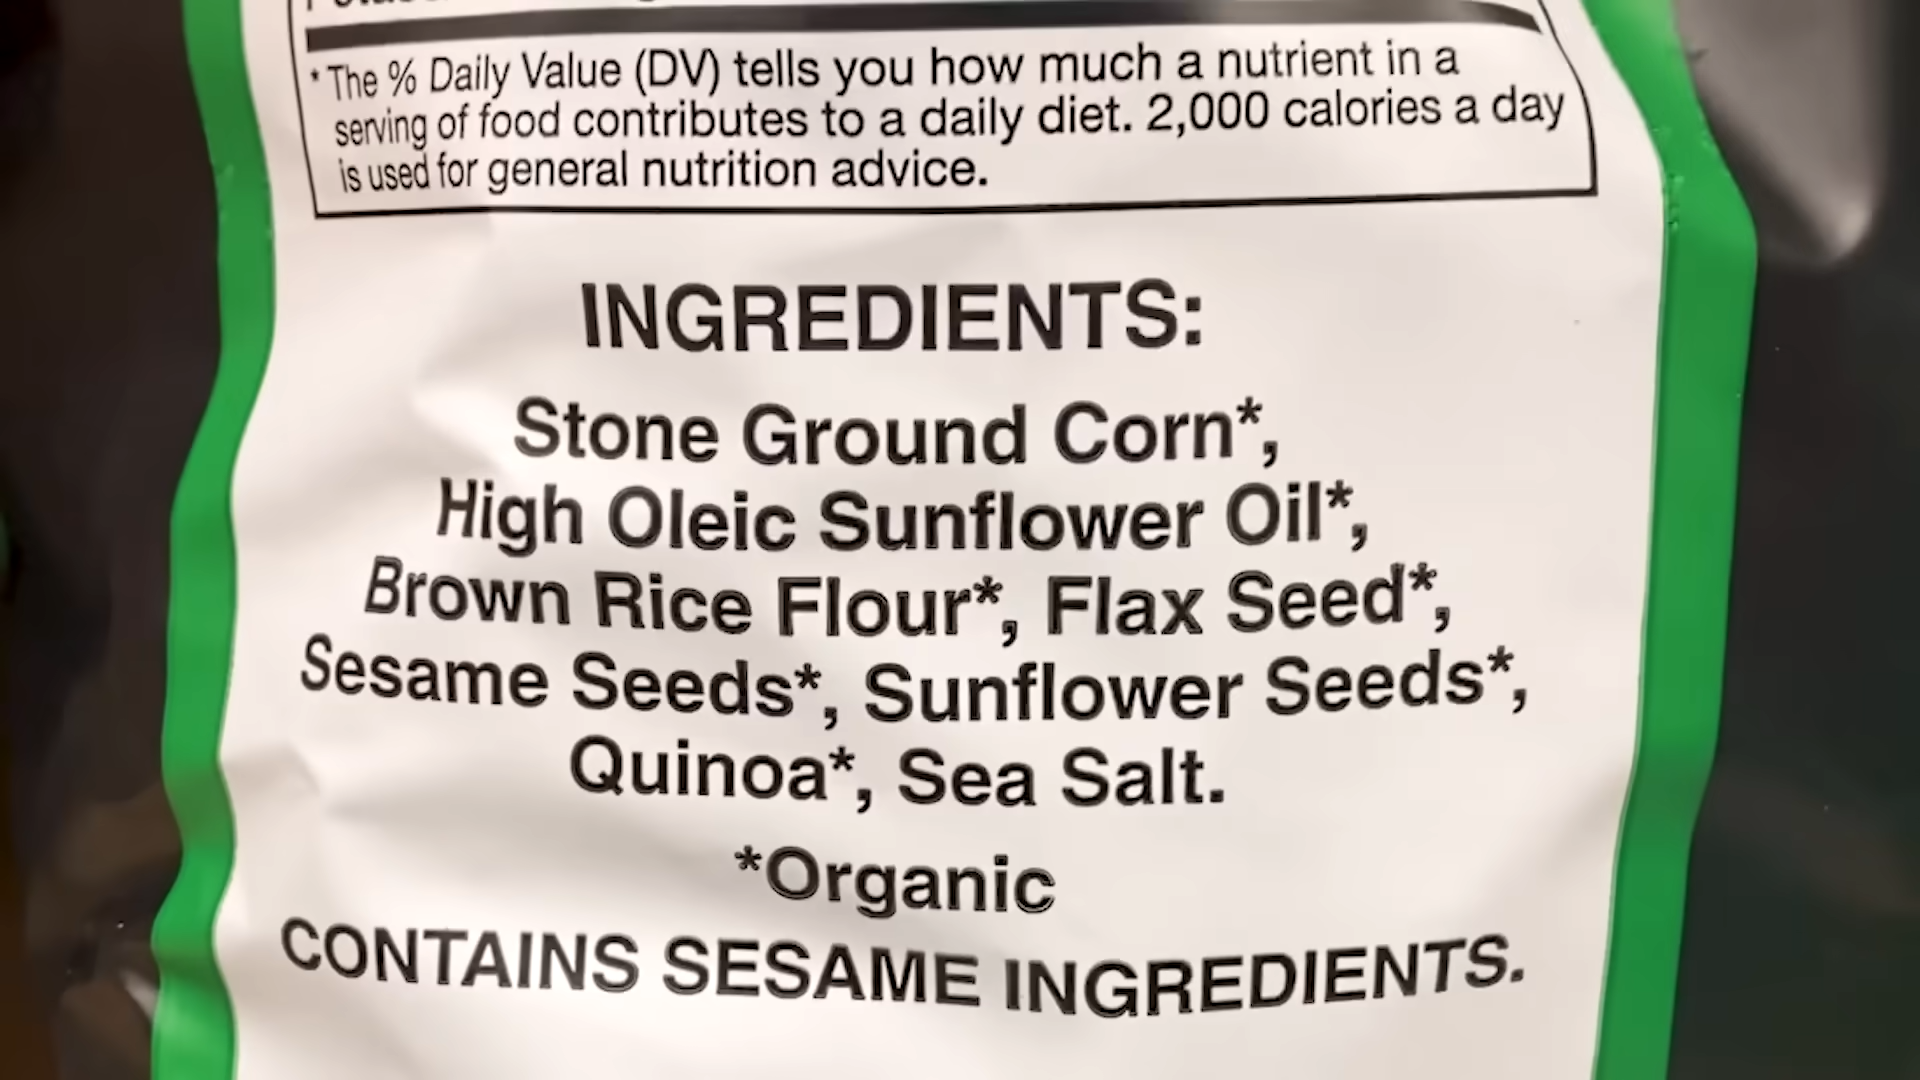 * The % Daily Value (DV) tells you how much a nutrient in a
serving of food contributes to a daily diet. 2,000 calories a day
is used for general nutrition advice.
INGREDIENTS:
Stone Ground Corn*,
High Oleic Sunflower Oil*,
Brown Rice Flour*, Flax Seed*,
Sesame Seeds*, Sunflower Seeds*,
Quinoa*, Sea Salt.
*Organic
CONTAINS SESAME INGREDIENTS.